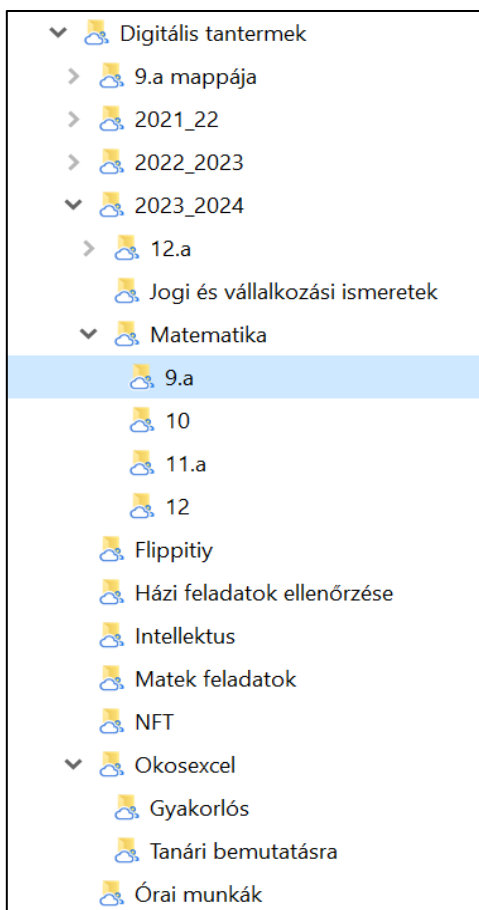 Digitális tantermek
9.a mappája
2021_22
2022_2023
2023_2024
12.a
Jogi és vállalkozási ismeretek
Matematika
9.a
10
11.a
12
Flippitiy
Házi feladatok ellenőrzése
Intellektus
Matek feladatok
NFT
Okosexcel
Gyakorlós
Tanári bemutatásra
Órai munkák